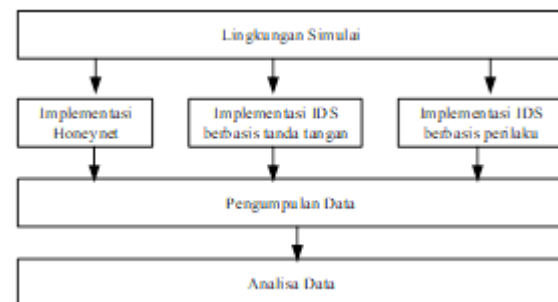 Lingkungan Simulai
Implementasi
Honeynet
Implementasi IDS
berbasis tanda tangan
Implementasi IDS
berbasis perilaku
Pengumpulan Data
Analisa Data